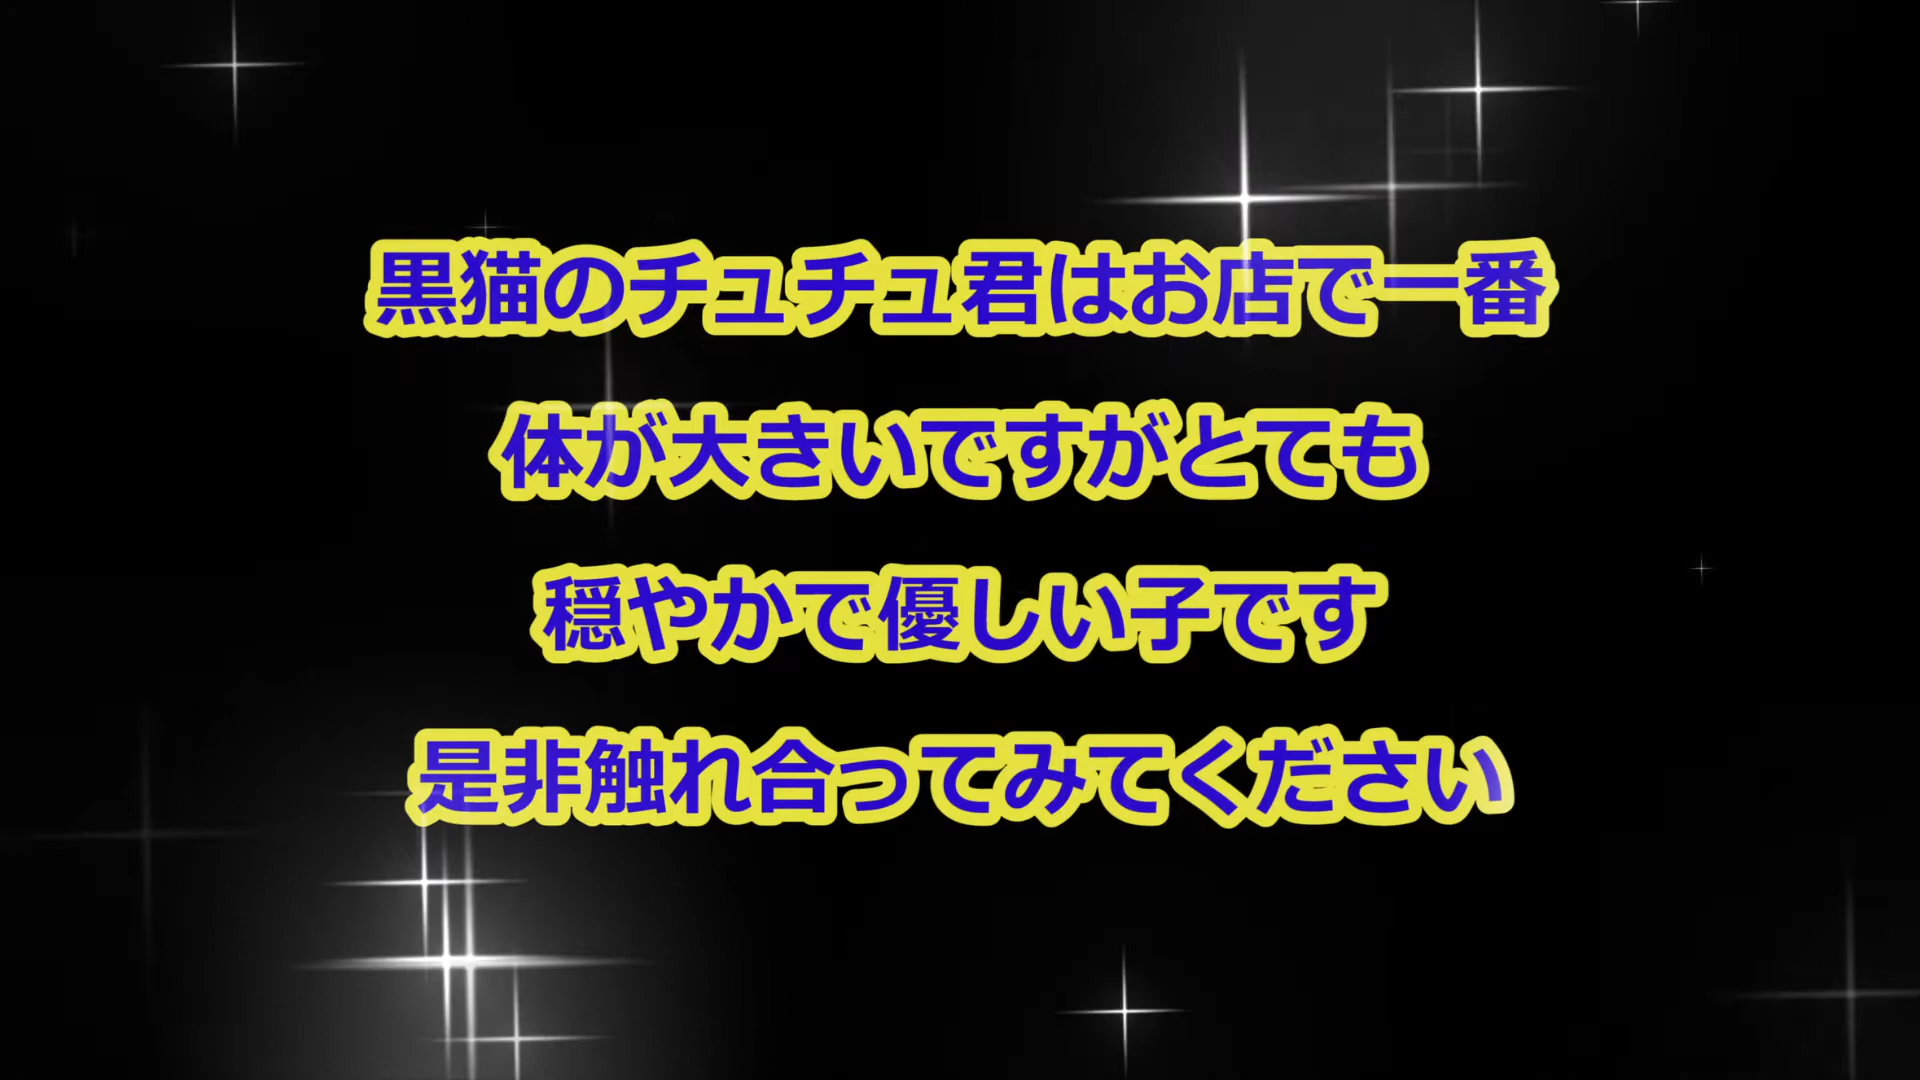 黒猫のチュチュ君はお店で一番
体が大きいですがとても
穏やかで優しい子です
是非触れ合ってみてください